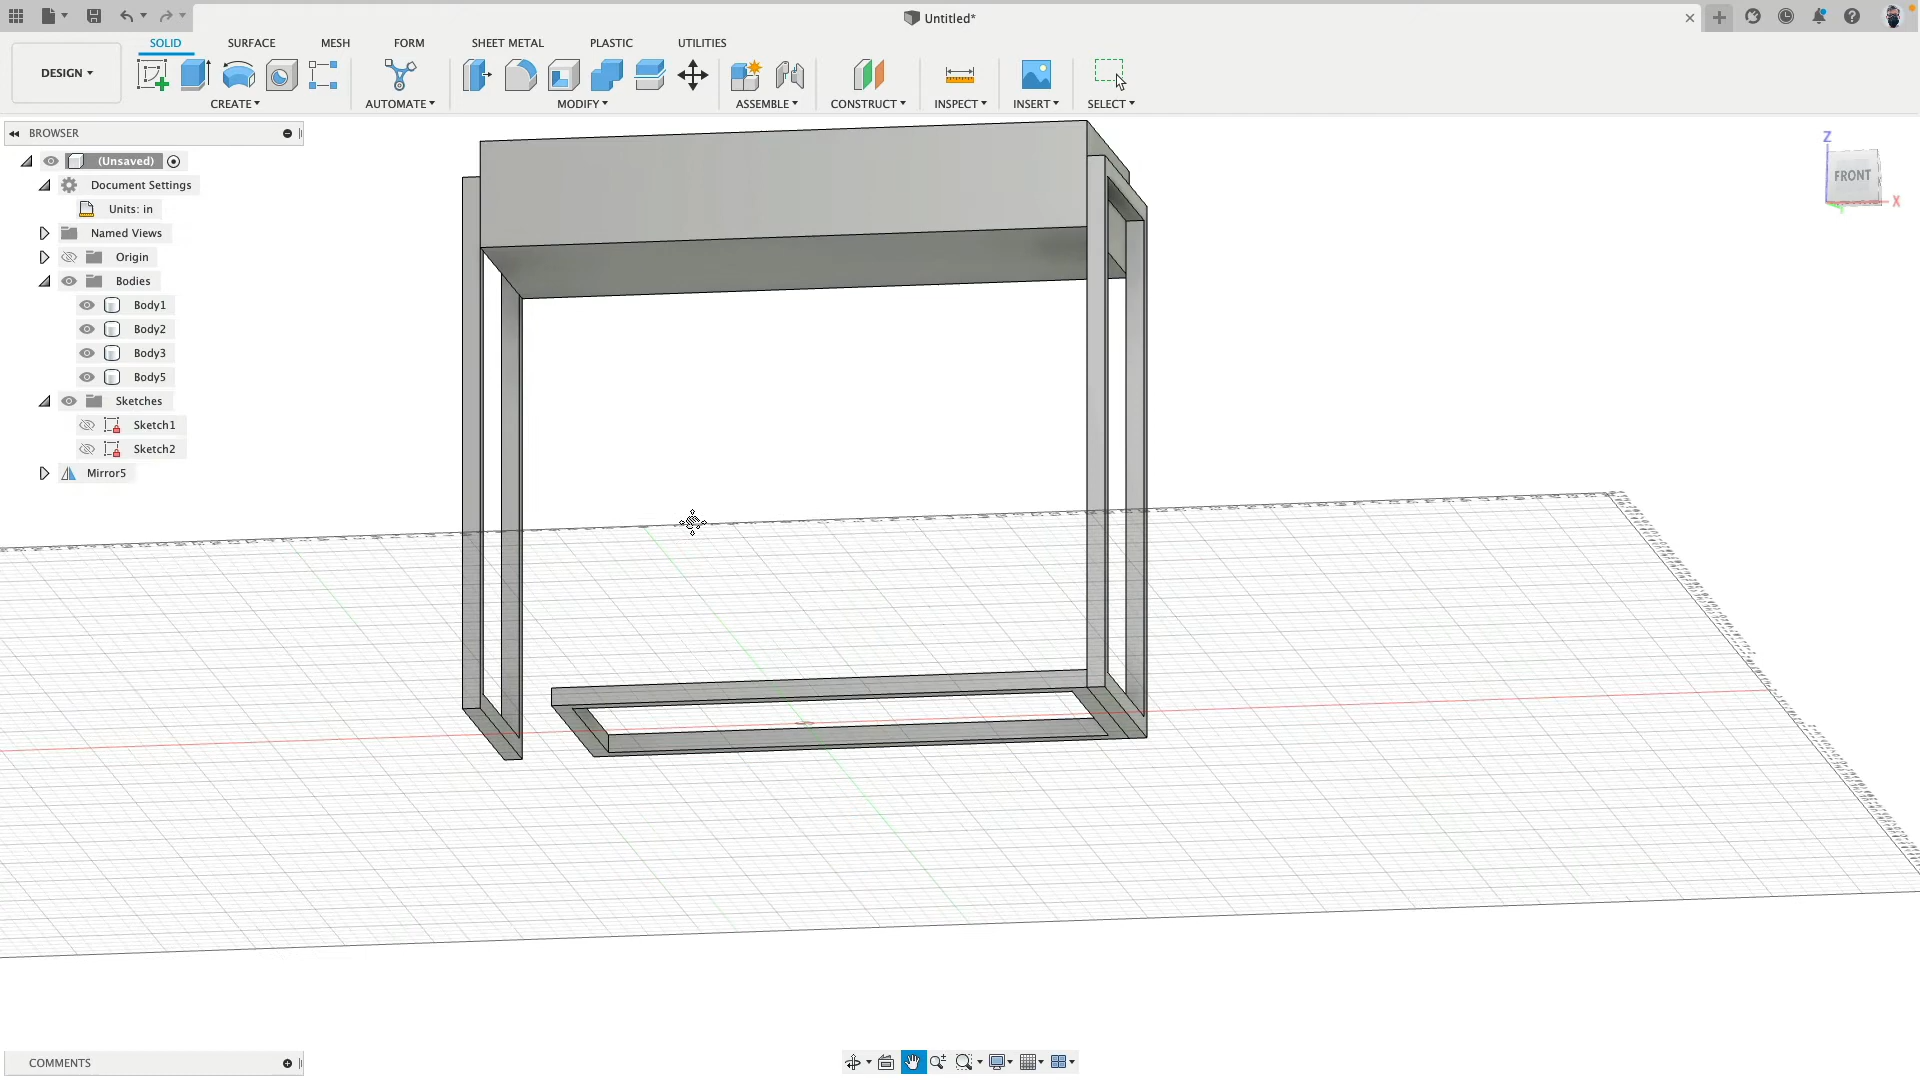 Untitled*
DESIGN
SOLID
SURFACE
MESH
FORM
SHEET METAL
PLASTIC
UTILITIES
CREATE
AUTOMATE
MODIFY
ASSEMBLE
CONSTRUCT
INSPECT
INSERT
SELECT
BROWSER
(Unsaved)
Document Settings
Units: in
Named Views
Origin
Bodies
Body1
Body2
Body3
Body5
Sketches
Sketch1
Sketch2
Mirror5
Z
FRONT
X
COMMENTS